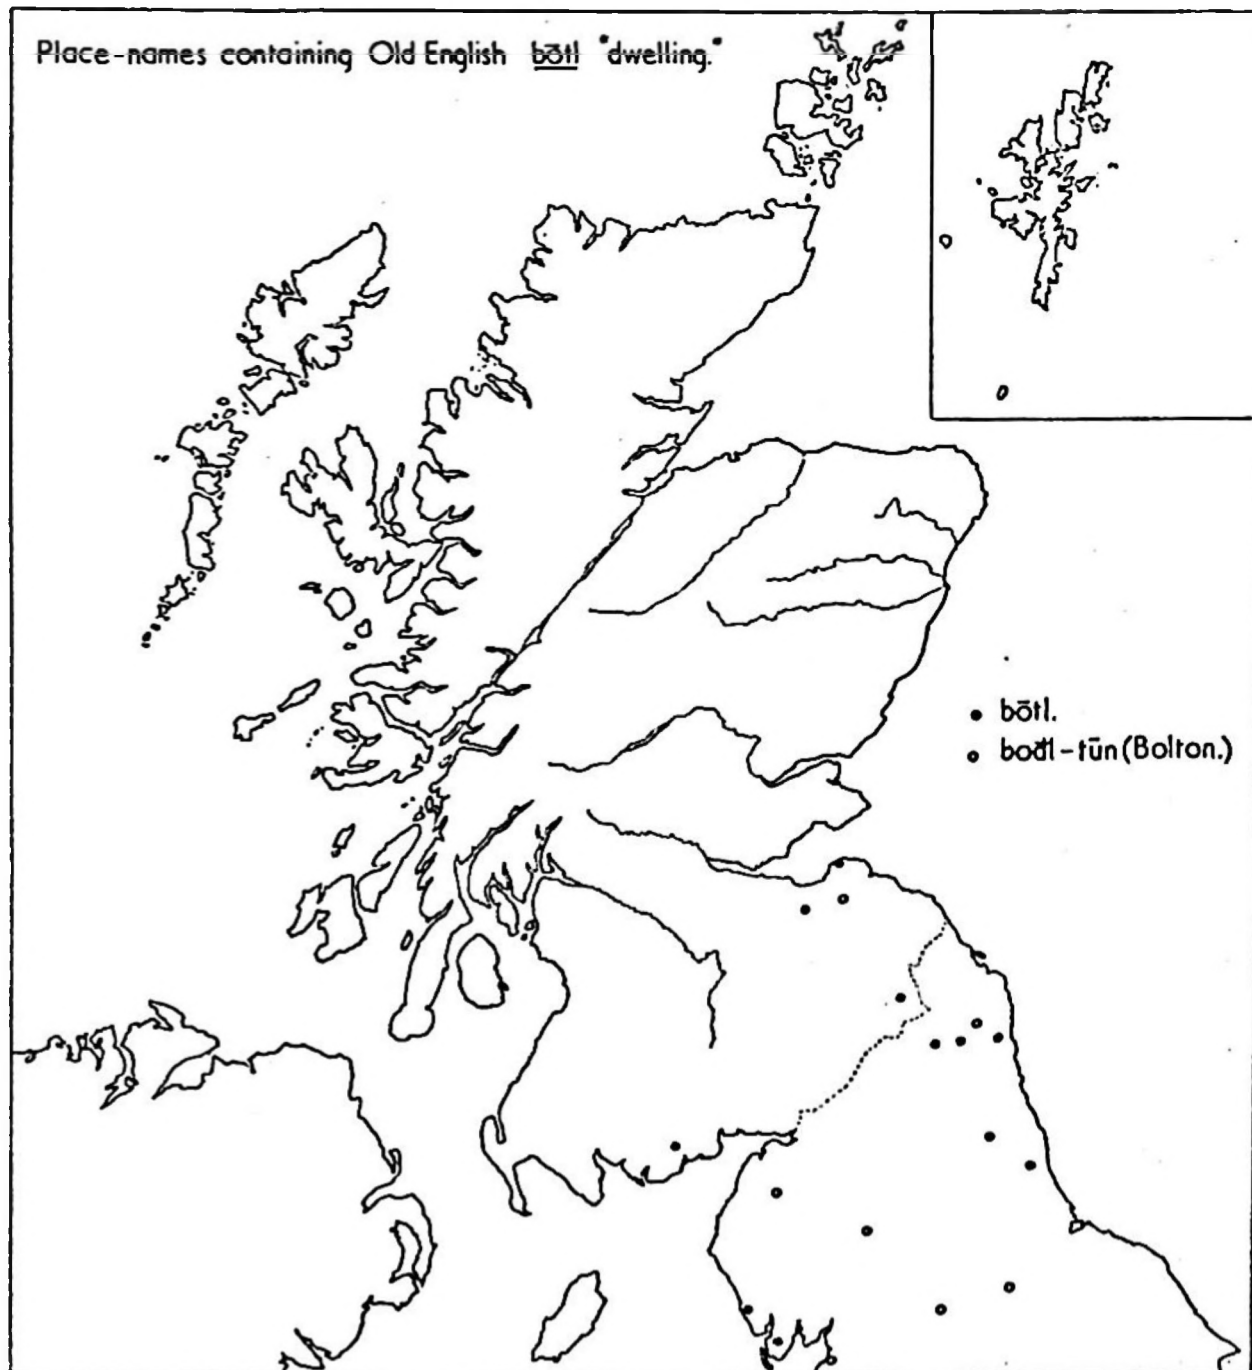 Place-names containing Old English bōtl "dwelling."
bōtl.
boðl-tūn (Bolton.)